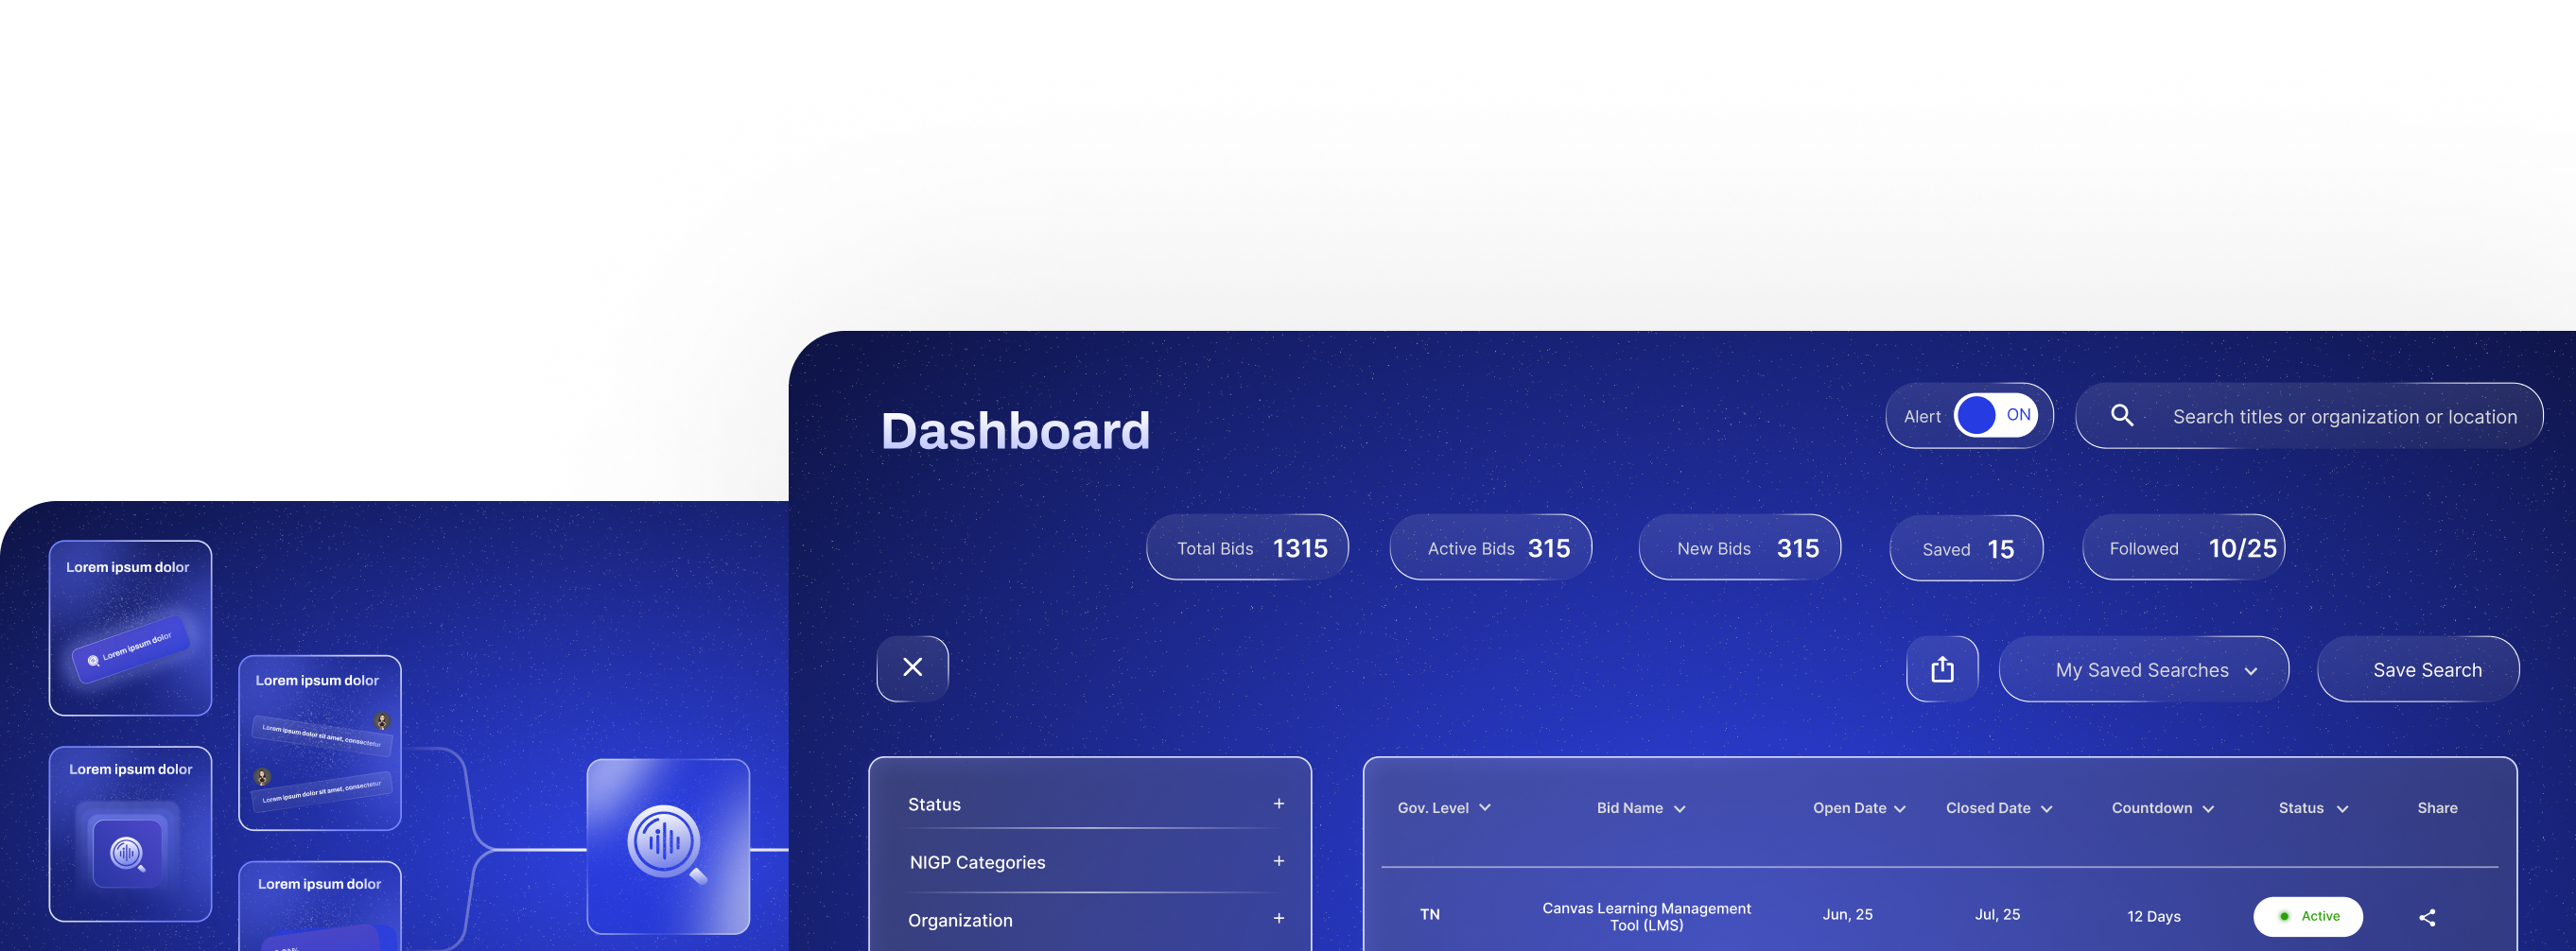 Dashboard
Alert
ON
Search titles or organization or location
Total Bids 1315
Active Bids 315
New Bids 315
Saved 15
Followed 10/25
My Saved Searches
Save Search
Status +
NIGP Categories +
Organization +
Gov. Level
Bid Name
Open Date
Closed Date
Countdown
Status
Share
TN
Canvas Learning Management
Tool (LMS)
Jun, 25
Jul, 25
12 Days
Active
Lorem ipsum dolor
Lorem ipsum dolor
Lorem ipsum dolor
Lorem ipsum dolor
Lorem ipsum dolor sit amet, consectetur
Lorem ipsum dolor sit amet, consectetur
Lorem ipsum dolor